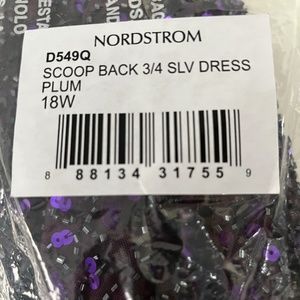 NORDSTROM
D549Q
SCOOP BACK 3/4 SLV DRESS
PLUM
18W
8 88134 31755 9